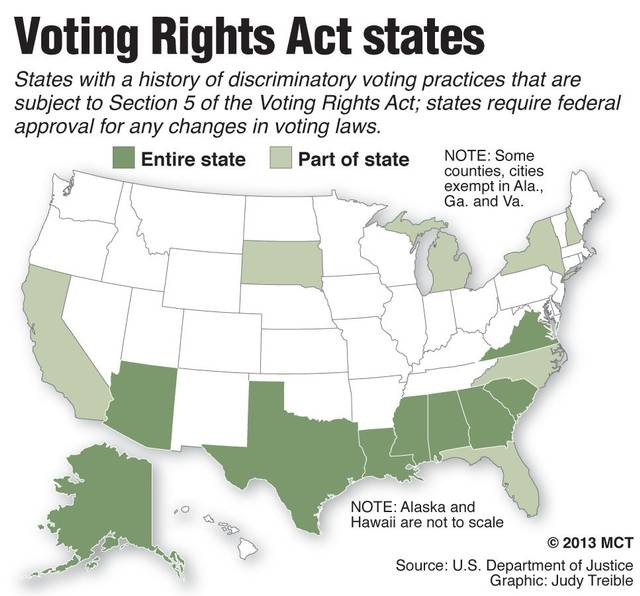 Voting Rights Act states
States with a history of discriminatory voting practices that are
subject to Section 5 of the Voting Rights Act; states require federal
approval for any changes in voting laws.
Entire state
Part of state
NOTE: Some
counties, cities
exempt in Ala.,
Ga. and Va.
NOTE: Alaska and
Hawaii are not to scale
© 2013 MCT
Source: U.S. Department of Justice
Graphic: Judy Treible